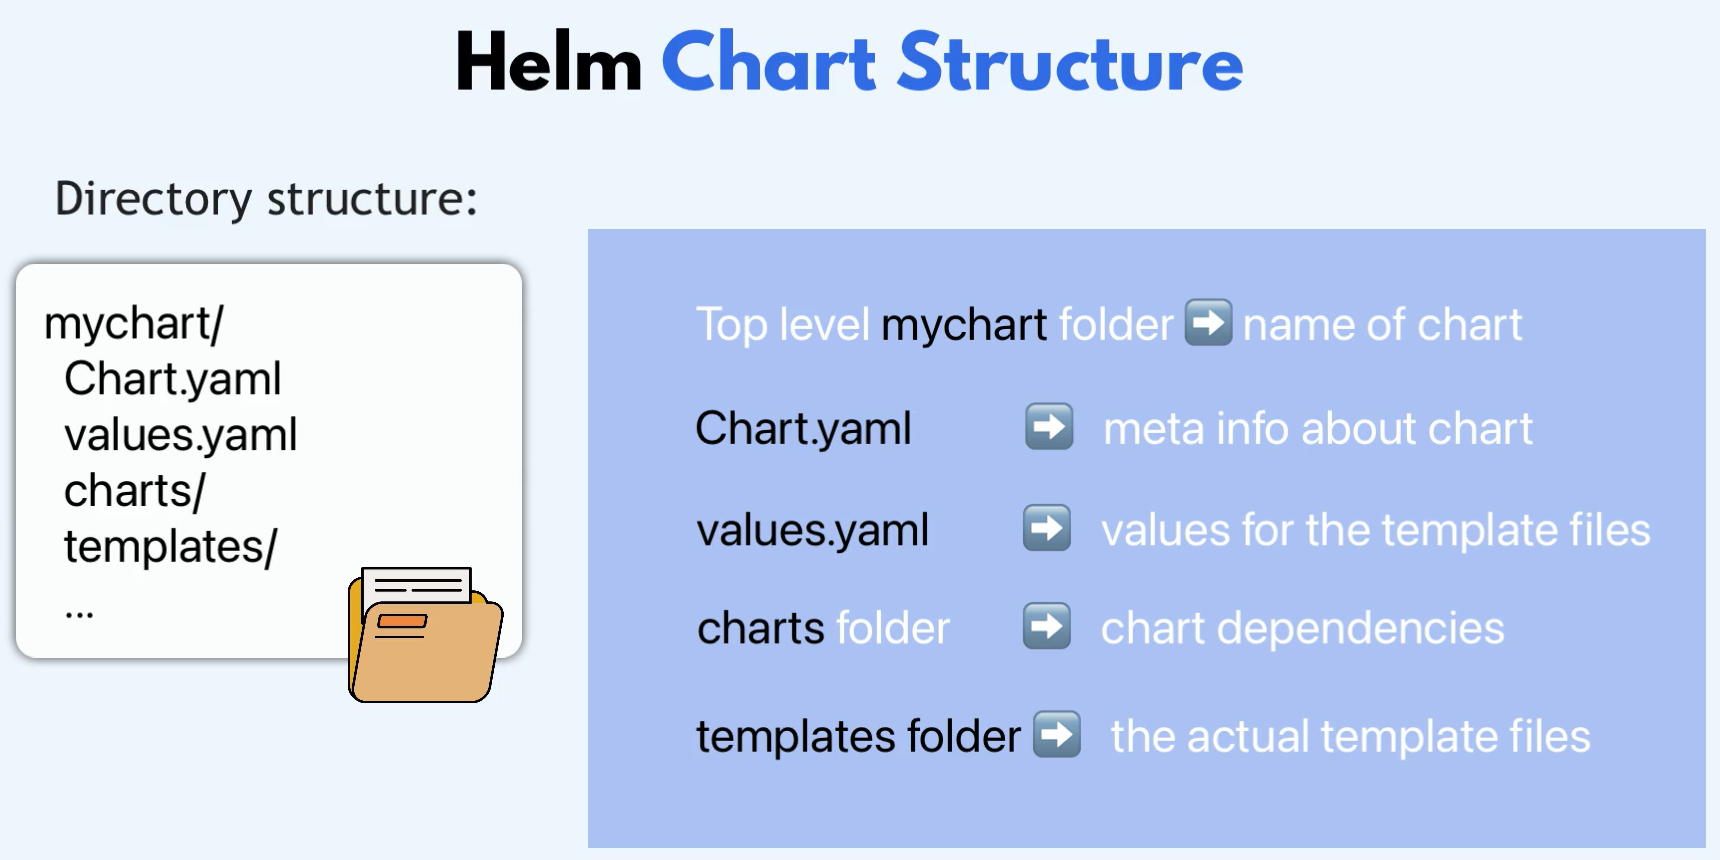 Helm Chart Structure
Directory structure:
mychart/
Chart.yaml
values.yaml
charts/
templates/
...
Top level mychart folder ➡ name of chart
Chart.yaml ➡ meta info about chart
values.yaml ➡ values for the template files
charts folder ➡ chart dependencies
templates folder ➡ the actual template files